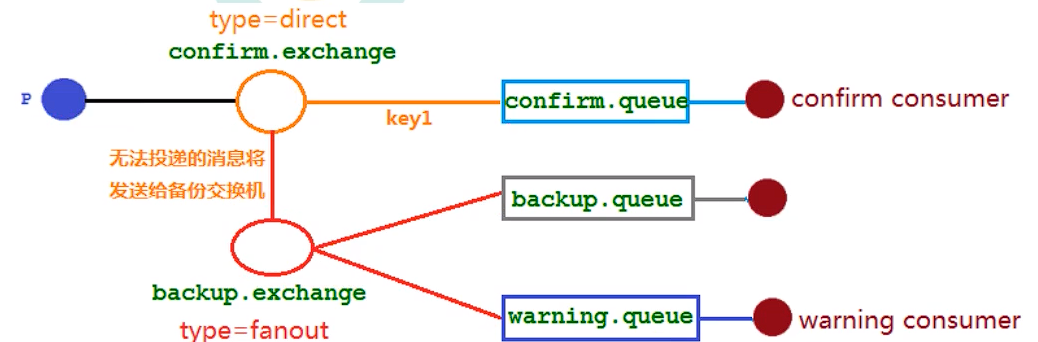 type=direct
confirm.exchange
P
key1
confirm.queue
confirm consumer
无法投递的消息将
发送给备份交换机
backup.queue
backup.exchange
type=fanout
warning.queue
warning consumer